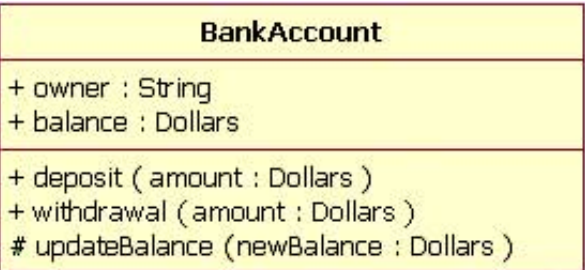 BankAccount
+ owner : String
+ balance : Dollars
+ deposit ( amount : Dollars )
+ withdrawal ( amount : Dollars )
# updateBalance (newBalance : Dollars )